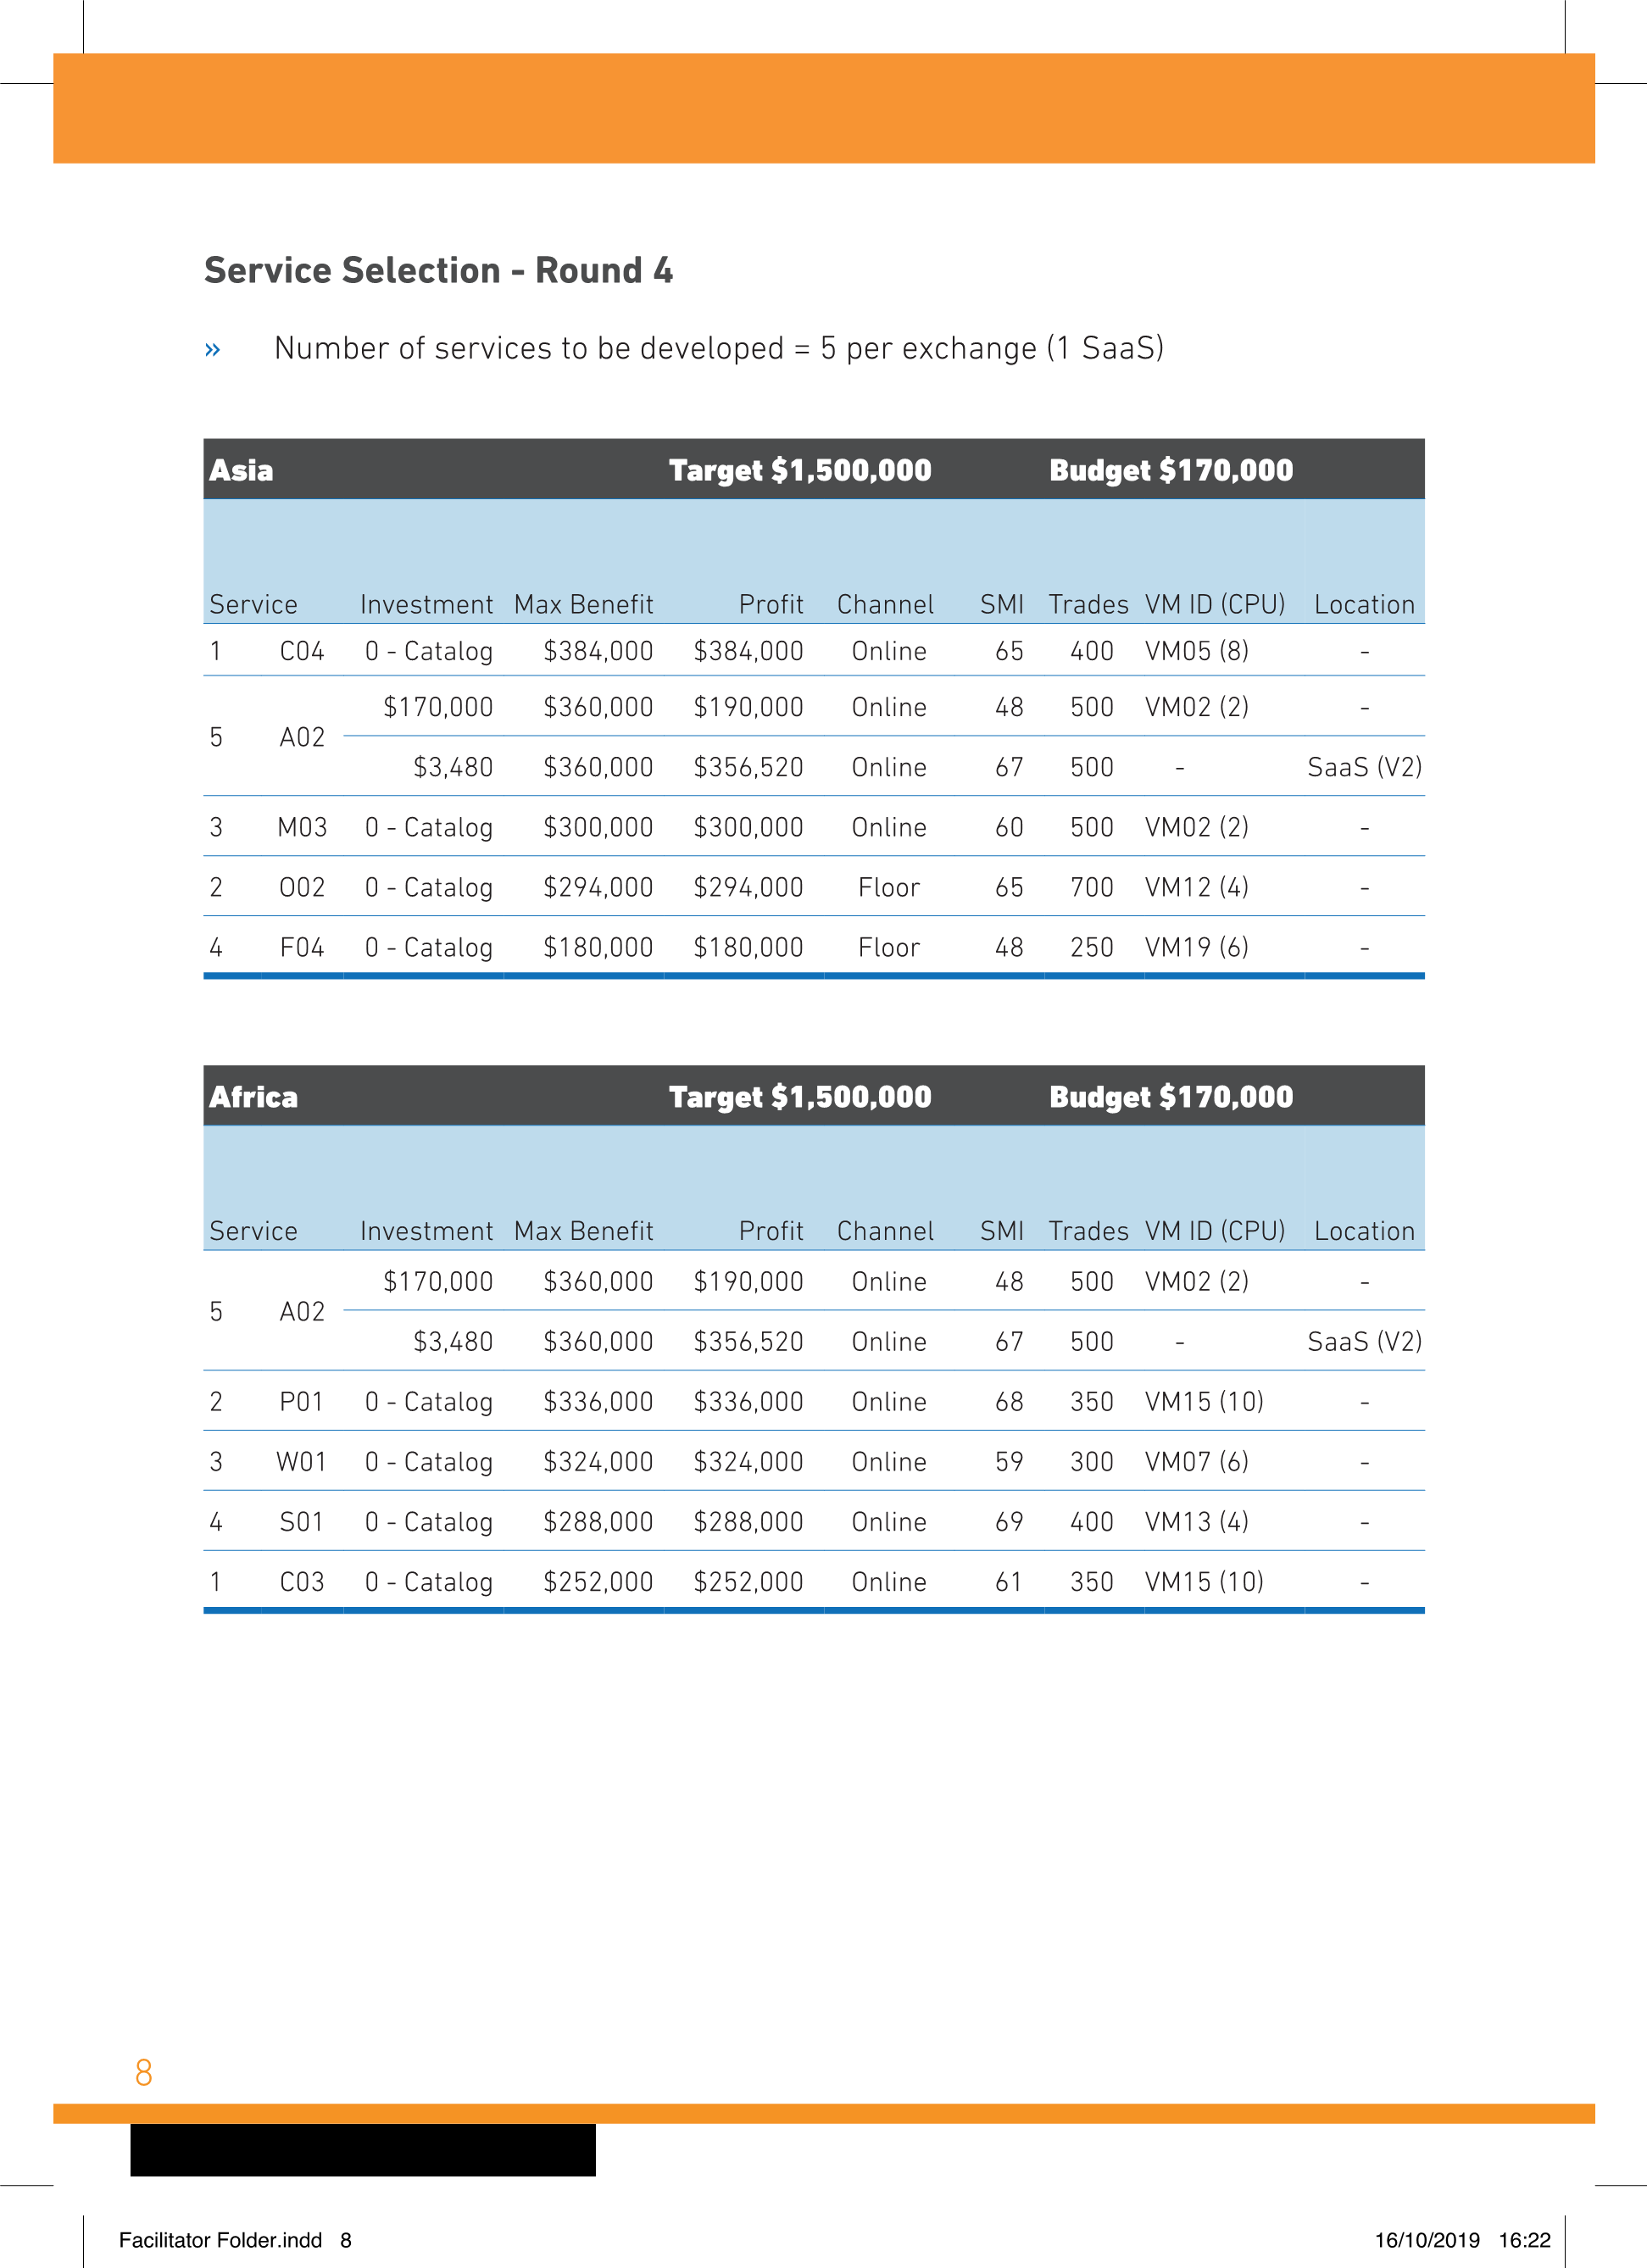 Service Selection - Round 4
» Number of services to be developed = 5 per exchange (1 SaaS)
Asia Target $1,500,000 Budget $170,000
Service Investment Max Benefit Profit Channel SMI Trades VM ID (CPU) Location
1 C04 0 - Catalog $384,000 $384,000 Online 65 400 VM05 (8) -
5 A02 $170,000 $360,000 $190,000 Online 48 500 VM02 (2) -
$3,480 $360,000 $356,520 Online 67 500 - SaaS (V2)
3 M03 0 - Catalog $300,000 $300,000 Online 60 500 VM02 (2) -
2 O02 0 - Catalog $294,000 $294,000 Floor 65 700 VM12 (4) -
4 F04 0 - Catalog $180,000 $180,000 Floor 48 250 VM19 (6) -
Africa Target $1,500,000 Budget $170,000
Service Investment Max Benefit Profit Channel SMI Trades VM ID (CPU) Location
5 A02 $170,000 $360,000 $190,000 Online 48 500 VM02 (2) -
$3,480 $360,000 $356,520 Online 67 500 - SaaS (V2)
2 P01 0 - Catalog $336,000 $336,000 Online 68 350 VM15 (10) -
3 W01 0 - Catalog $324,000 $324,000 Online 59 300 VM07 (6) -
4 S01 0 - Catalog $288,000 $288,000 Online 69 400 VM13 (4) -
1 C03 0 - Catalog $252,000 $252,000 Online 61 350 VM15 (10) -
8
Facilitator Folder.indd 8 16/10/2019 16:22